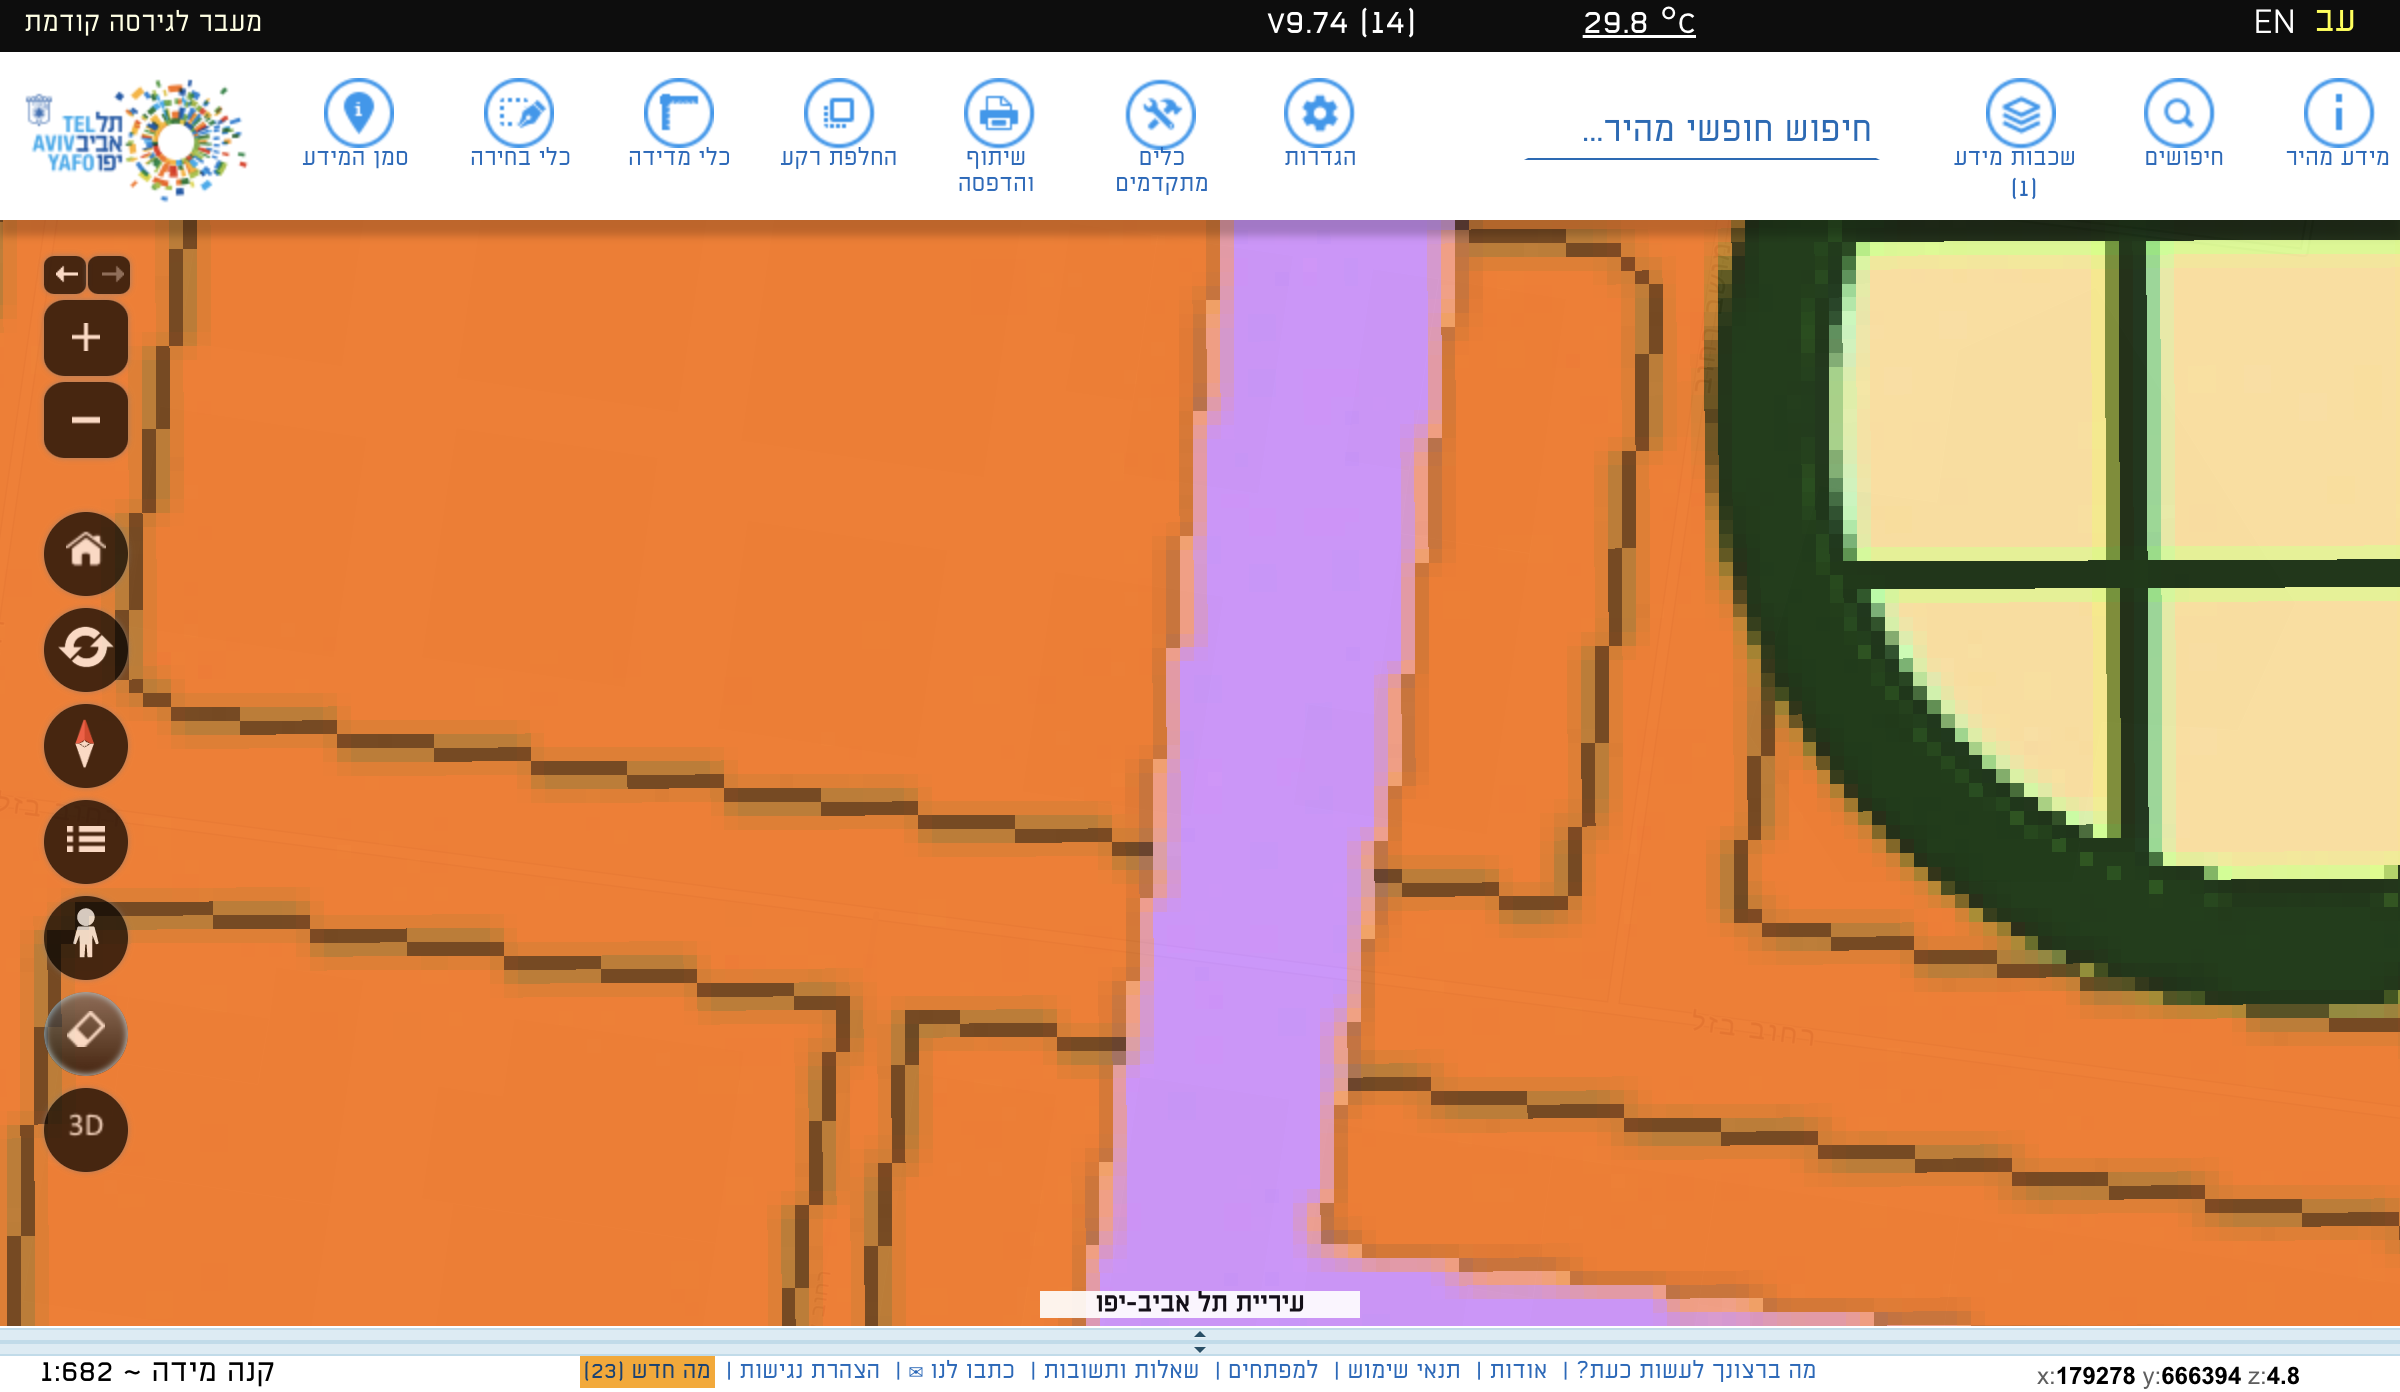 עב EN
29.8 °C
V9.74 (14)
מעבר לגירסה קודמת
מידע מהיר
חיפושים
שכבות מידע
(1)
חיפוש חופשי מהיר...
הגדרות
כלים
מתקדמים
שיתוף
והדפסה
החלפת רקע
כלי מדידה
כלי בחירה
סמן המידע
תל TEL
אביב AVIV
יפו YAFO
3D
רחוב בזל
עיריית תל אביב-יפו
x:179278 y:666394 z:4.8
מה ברצונך לעשות כעת? | אודות | תנאי שימוש | למפתחים | שאלות ותשובות | כתבו לנו ✉ | הצהרת נגישות | מה חדש (23)
קנה מידה ~ 1:682